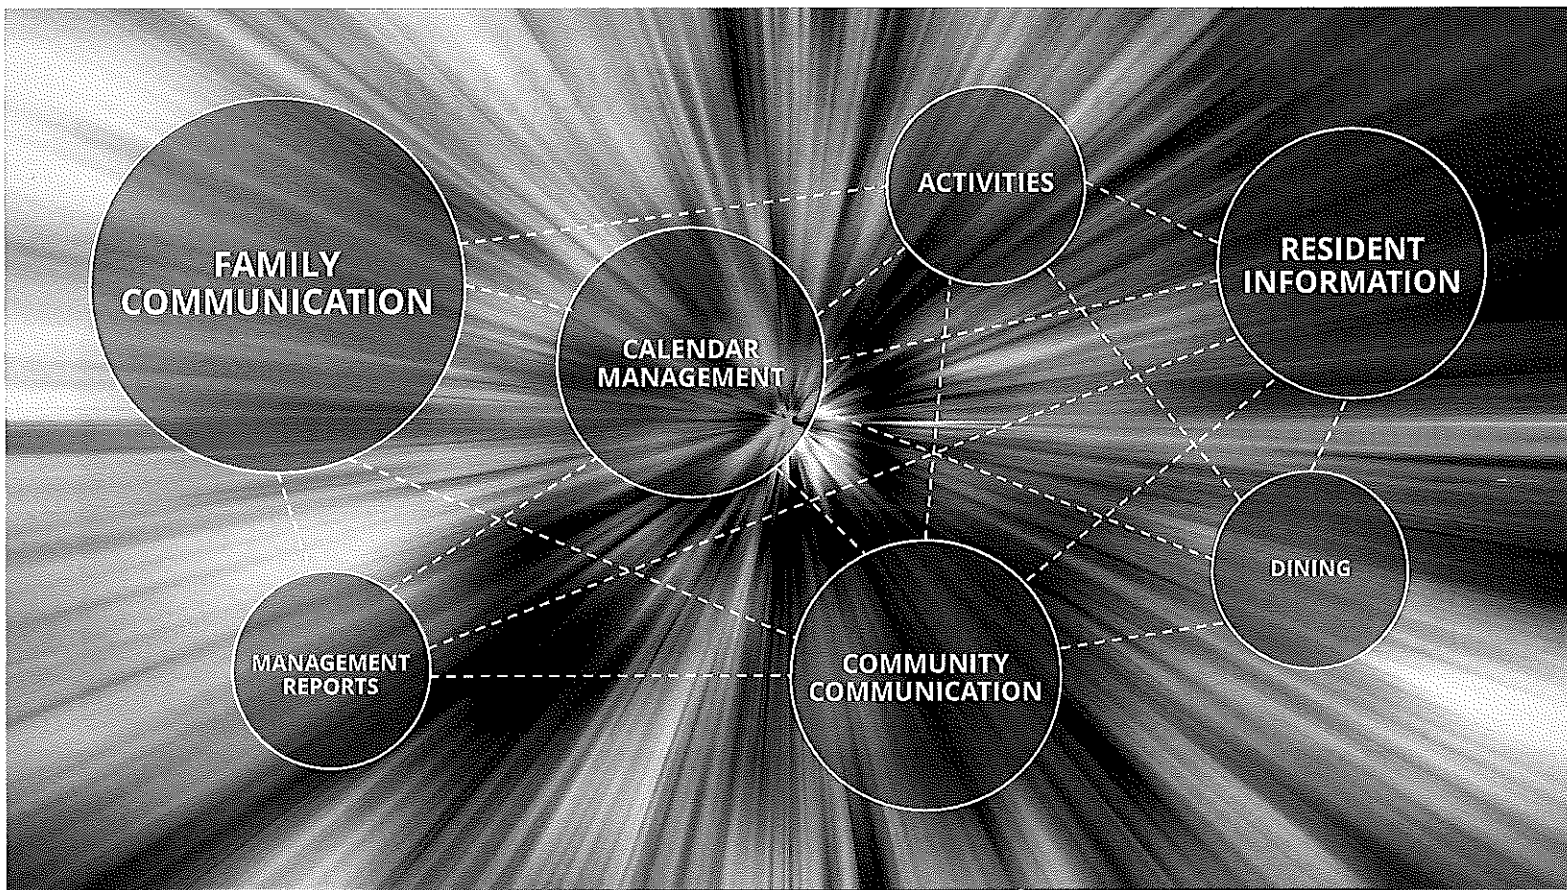 FAMILY
COMMUNICATION
CALENDAR
MANAGEMENT
ACTIVITIES
RESIDENT
INFORMATION
MANAGEMENT
REPORTS
COMMUNITY
COMMUNICATION
DINING